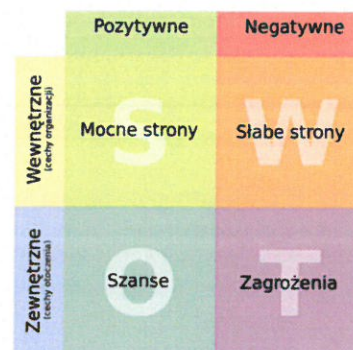 Pozytywne
Negatywne
Wewnętrzne
(cechy organizacji)
S
Mocne strony
W
Słabe strony
Zewnętrzne
(cechy otoczenia)
O
Szanse
T
Zagrożenia